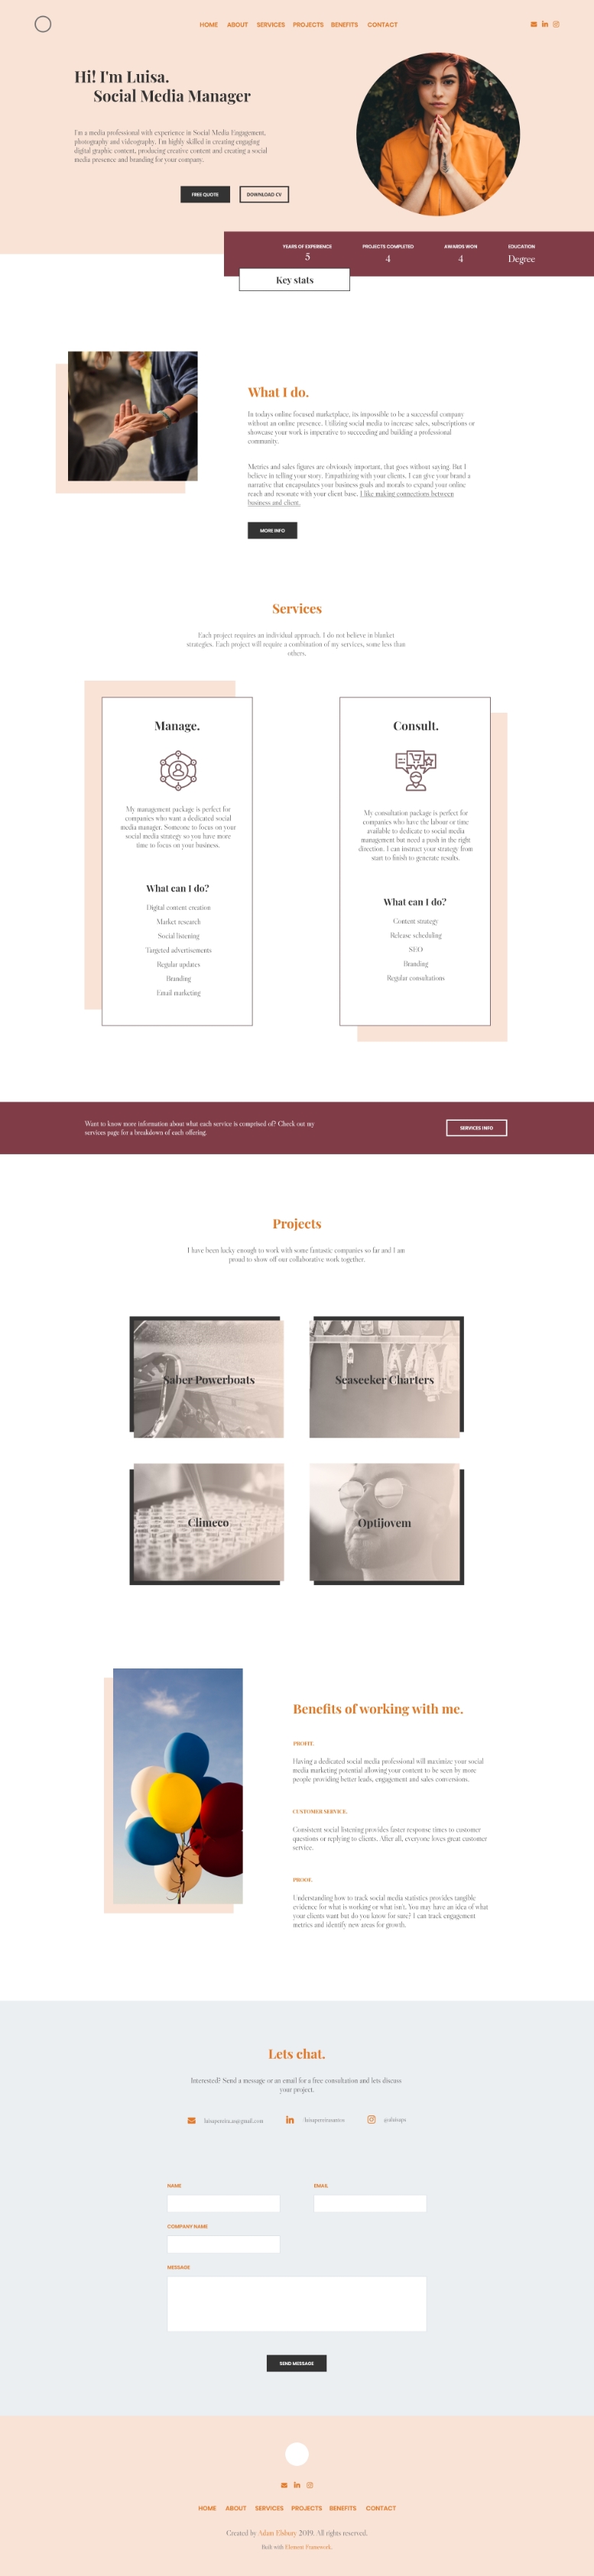 HOME ABOUT SERVICES PROJECTS BENEFITS CONTACT
Hi! I'm Luisa.
Social Media Manager
I'm a media professional with experience in Social Media Engagement,
photography and videography. I'm highly skilled in creating engaging
digital graphic content, producing creative content and creating a social
media presence and branding for your company.
FREE QUOTE DOWNLOAD CV
YEARS OF EXPERIENCE PROJECTS COMPLETED AWARDS WON EDUCATION
5 4 4 Degree
Key stats
What I do.
In todays online focused marketplace, its impossible to be a successful company
without an online presence. Utilizing social media to increase sales, subscriptions or
showcase your work is imperative to succeeding and building a professional
community.
Metrics and sales figures are obviously important, that goes without saying. But I
believe in telling your story. Empathizing with your clients. I can give your brand a
narrative that encapsulates your business goals and morals to expand your online
reach and resonate with your client base. I like making connections between
business and client.
MORE INFO
Services
Each project requires an individual approach. I do not believe in blanket
strategies. Each project will require a combination of my services, some less than
others.
Manage.
My management package is perfect for
companies who want a dedicated social
media manager. Someone to focus on your
social media strategy so you have more
time to focus on your business.
What can I do?
Digital content creation
Market research
Social listening
Targeted advertisements
Regular updates
Branding
Email marketing
Consult.
My consultation package is perfect for
companies who have the labour or time
available to dedicate to social media
management but need a push in the right
direction. I can instruct your strategy from
start to finish to generate results.
What can I do?
Content strategy
Release scheduling
SEO
Branding
Regular consultations
Want to know more information about what each service is comprised of? Check out my
services page for a breakdown of each offering.
SERVICES INFO
Projects
I have been lucky enough to work with some fantastic companies so far and I am
proud to show off our collaborative work together.
Saber Powerboats
Seaseeker Charters
Climeco
Optijovem
Benefits of working with me.
PROFIT.
Having a dedicated social media professional will maximize your social
media marketing potential allowing your content to be seen by more
people providing better leads, engagement and sales conversions.
CUSTOMER SERVICE.
Consistent social listening provides faster response times to customer
questions or replying to clients. After all, everyone loves great customer
service.
PROOF.
Understanding how to track social media statistics provides tangible
evidence for what is working or what isn't. You may have an idea of what
your clients want but do you know for sure? I can track engagement
metrics and identify new areas for growth.
Lets chat.
Interested? Send a message or an email for a free consultation and lets discuss
your project.
NAME EMAIL
COMPANY NAME
MESSAGE
SEND MESSAGE
HOME ABOUT SERVICES PROJECTS BENEFITS CONTACT
Created by Adam Elsbury 2019. All rights reserved.
Built with Element Framework.